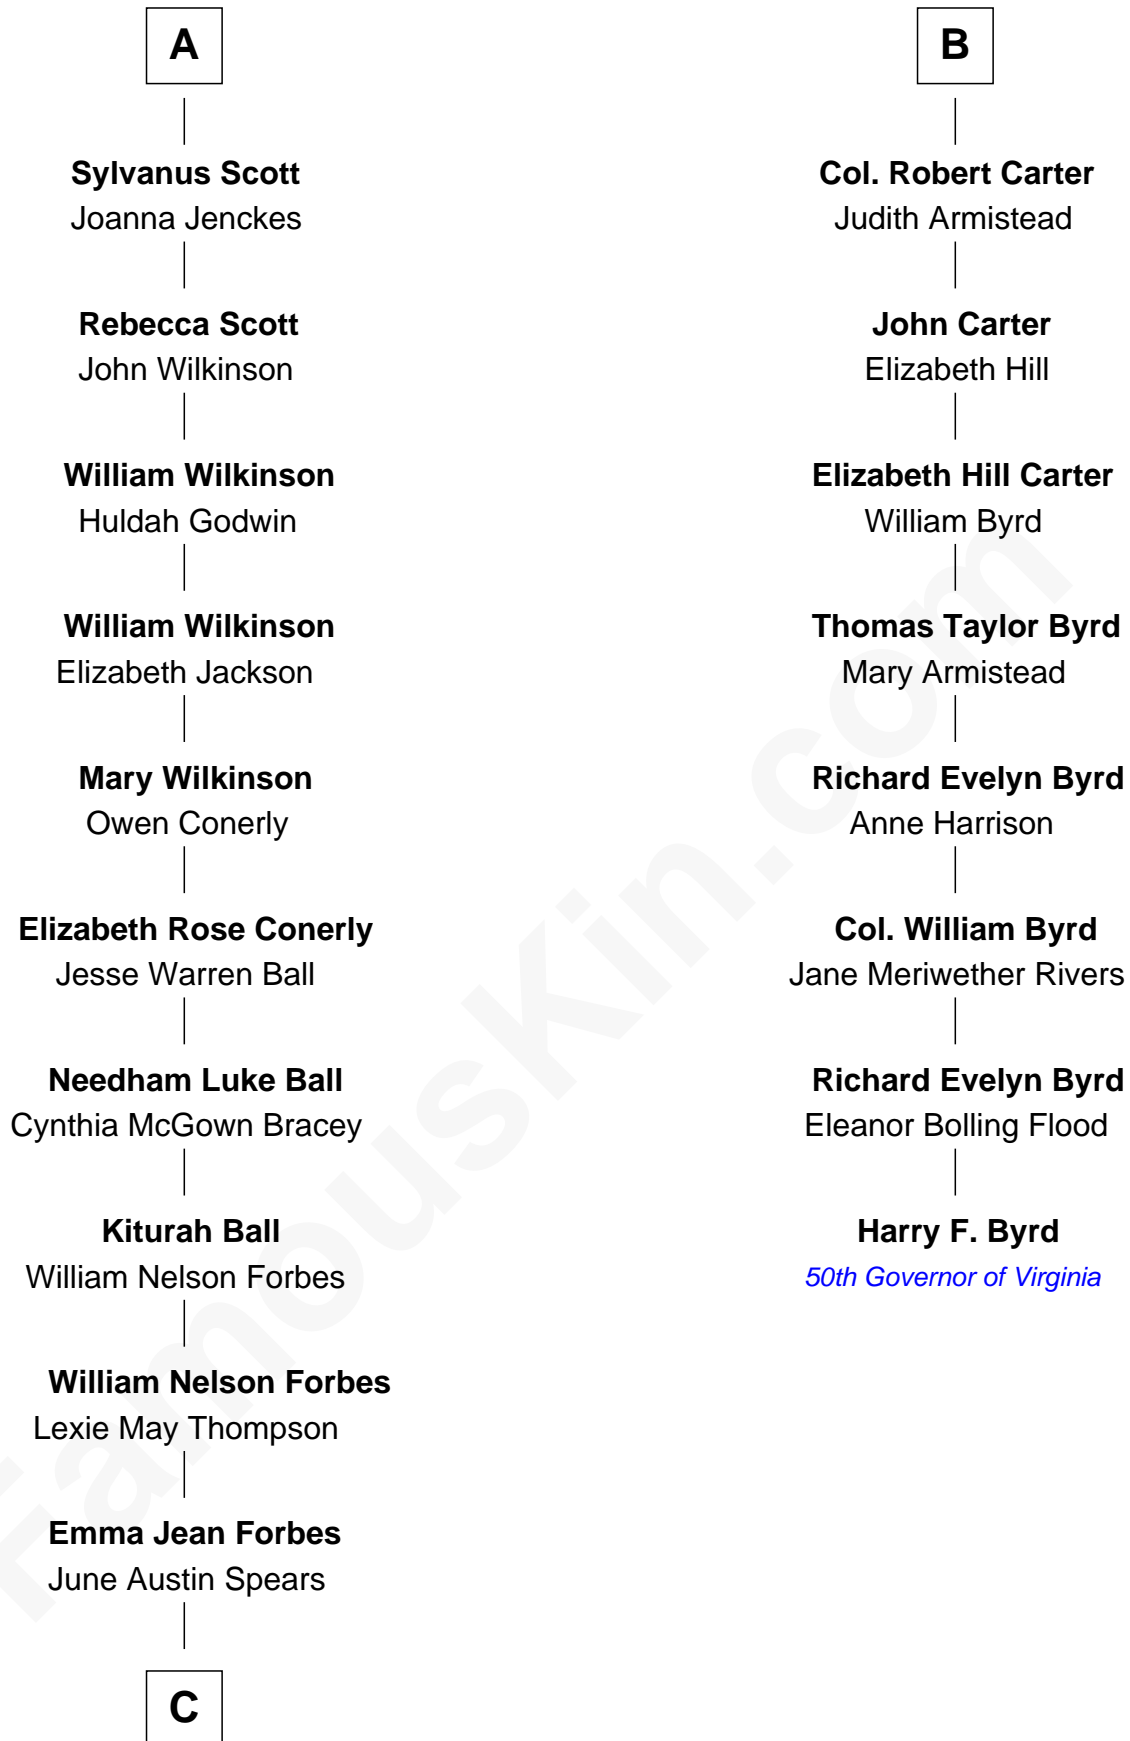 A
Sylvanus Scott
Joanna Jenckes
Rebecca Scott
John Wilkinson
William Wilkinson
Huldah Godwin
William Wilkinson
Elizabeth Jackson
Mary Wilkinson
Owen Conerly
Elizabeth Rose Conerly
Jesse Warren Ball
Needham Luke Ball
Cynthia McGown Bracey
Kiturah Ball
William Nelson Forbes
William Nelson Forbes
Lexie May Thompson
Emma Jean Forbes
June Austin Spears
C
B
Col. Robert Carter
Judith Armistead
John Carter
Elizabeth Hill
Elizabeth Hill Carter
William Byrd
Thomas Taylor Byrd
Mary Armistead
Richard Evelyn Byrd
Anne Harrison
Col. William Byrd
Jane Meriwether Rivers
Richard Evelyn Byrd
Eleanor Bolling Flood
Harry F. Byrd
50th Governor of Virginia
FamousKin.com